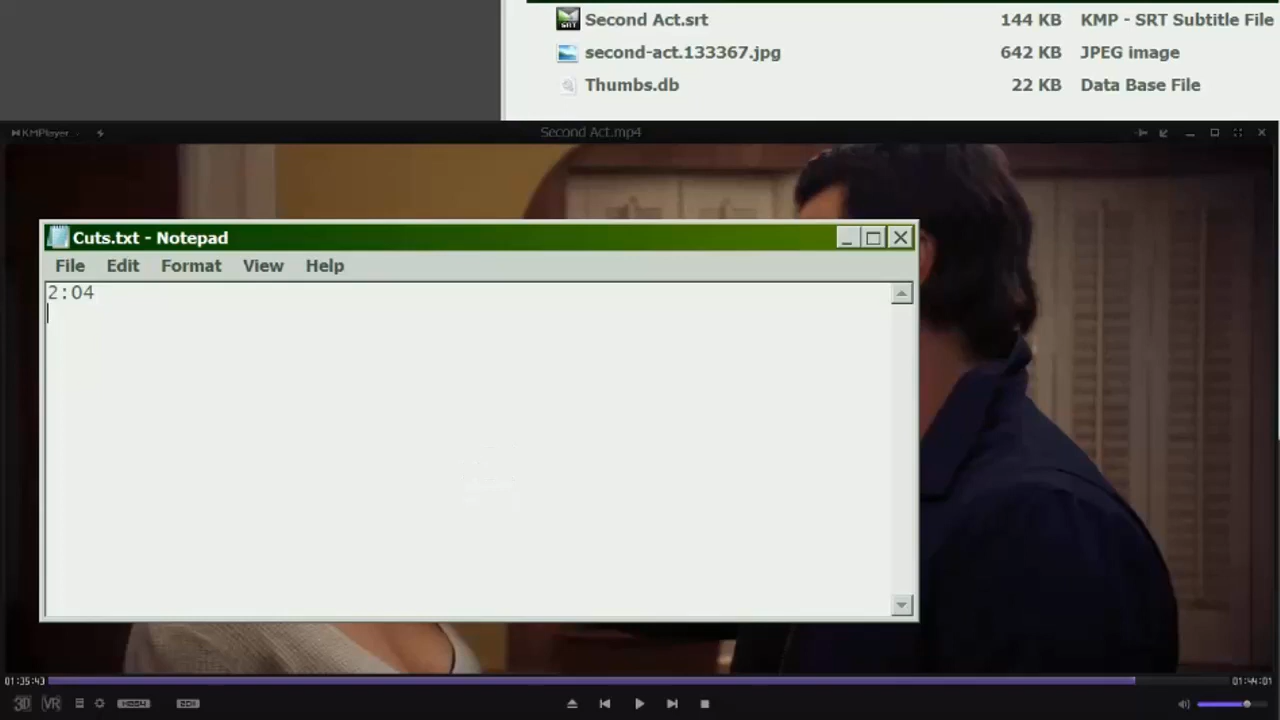 Second Act.srt 144 KB KMP - SRT Subtitle File
second-act.133367.jpg 642 KB JPEG image
Thumbs.db 22 KB Data Base File
KMPlayer Second Act.mp4
Cuts.txt - Notepad
File Edit Format View Help
2:04
01:35:43 01:44:01
3D VR H264